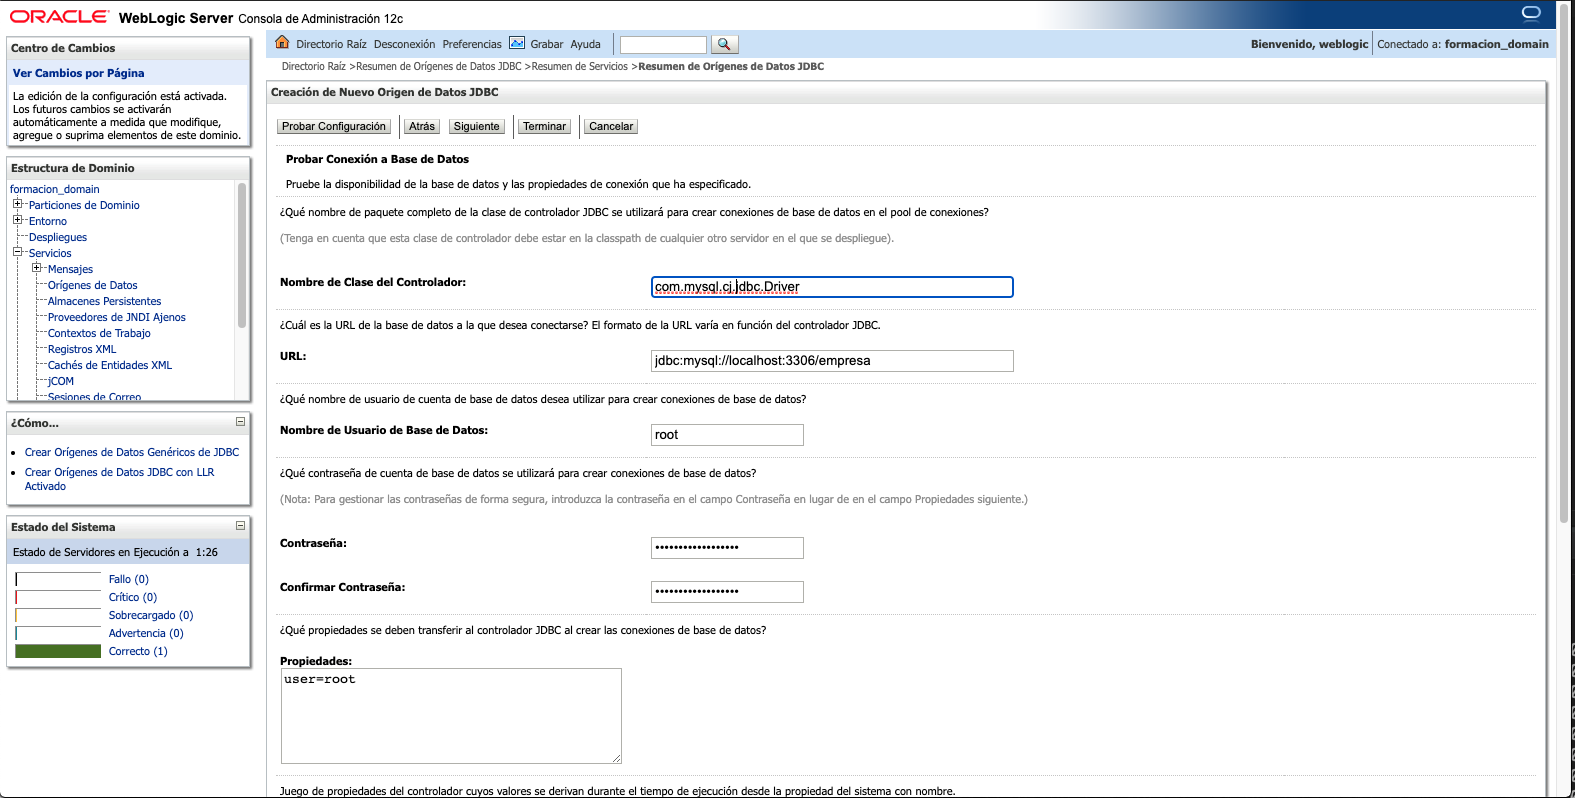 ORACLE WebLogic Server Consola de Administración 12c
Centro de Cambios
Ver Cambios por Página
La edición de la configuración está activada.
Los futuros cambios se activarán
automáticamente a medida que modifique,
agregue o suprima elementos de este dominio.
Estructura de Dominio
formacion_domain
Particiones de Dominio
Entorno
Despliegues
Servicios
Mensajes
Orígenes de Datos
Almacenes Persistentes
Proveedores de JNDI Ajenos
Contextos de Trabajo
Registros XML
Cachés de Entidades XML
jCOM
Sesiones de Correo
¿Cómo...
Crear Orígenes de Datos Genéricos de JDBC
Crear Orígenes de Datos JDBC con LLR
Activado
Estado del Sistema
Estado de Servidores en Ejecución a 1:26
Fallo (0)
Crítico (0)
Sobrecargado (0)
Advertencia (0)
Correcto (1)
Directorio Raíz Desconexión Preferencias Grabar Ayuda
Bienvenido, weblogic Conectado a: formacion_domain
Directorio Raíz >Resumen de Orígenes de Datos JDBC >Resumen de Servicios >Resumen de Orígenes de Datos JDBC
Creación de Nuevo Origen de Datos JDBC
Probar Configuración Atrás Siguiente Terminar Cancelar
Probar Conexión a Base de Datos
Pruebe la disponibilidad de la base de datos y las propiedades de conexión que ha especificado.
¿Qué nombre de paquete completo de la clase de controlador JDBC se utilizará para crear conexiones de base de datos en el pool de conexiones?
(Tenga en cuenta que esta clase de controlador debe estar en la classpath de cualquier otro servidor en el que se despliegue).
Nombre de Clase del Controlador: com.mysql.cj.jdbc.Driver
¿Cuál es la URL de la base de datos a la que desea conectarse? El formato de la URL varía en función del controlador JDBC.
URL: jdbc:mysql://localhost:3306/empresa
¿Qué nombre de usuario de cuenta de base de datos desea utilizar para crear conexiones de base de datos?
Nombre de Usuario de Base de Datos: root
¿Qué contraseña de cuenta de base de datos se utilizará para crear conexiones de base de datos?
(Nota: Para gestionar las contraseñas de forma segura, introduzca la contraseña en el campo Contraseña en lugar de en el campo Propiedades siguiente.)
Contraseña: ••••••••••••••••••
Confirmar Contraseña: ••••••••••••••••••
¿Qué propiedades se deben transferir al controlador JDBC al crear las conexiones de base de datos?
Propiedades:
user=root
Juego de propiedades del controlador cuyos valores se derivan durante el tiempo de ejecución desde la propiedad del sistema con nombre.